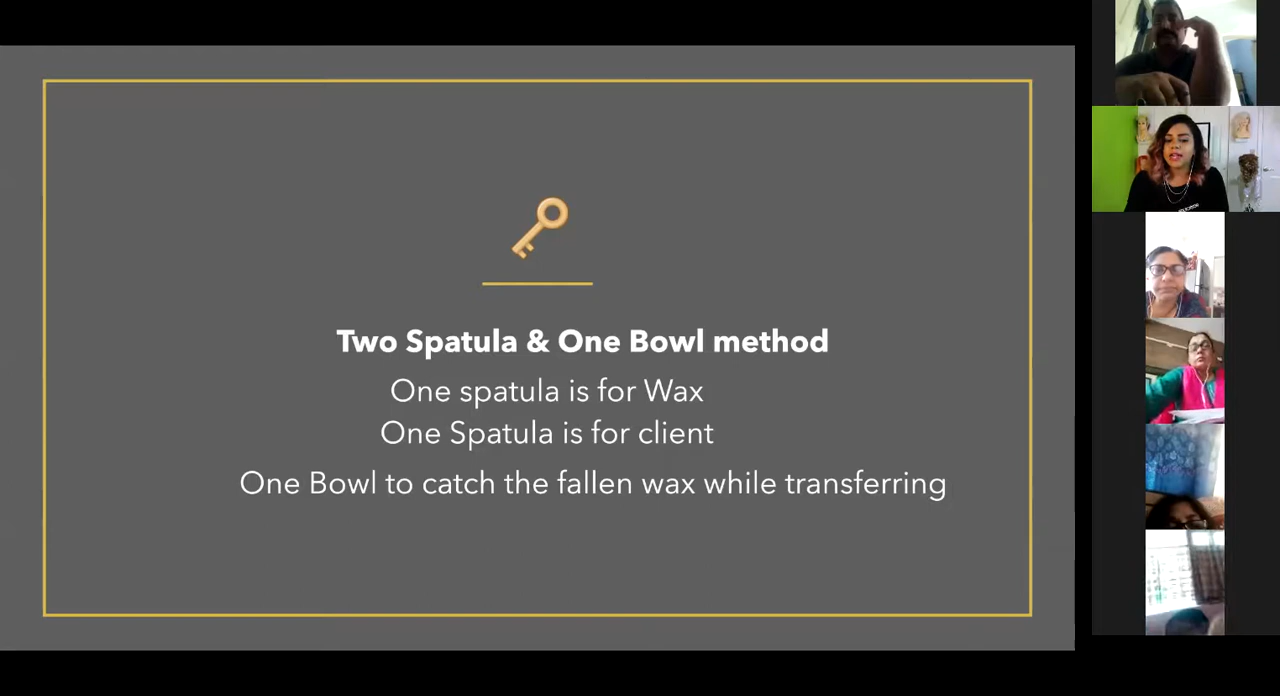 Two Spatula & One Bowl method
One spatula is for Wax
One Spatula is for client
One Bowl to catch the fallen wax while transferring